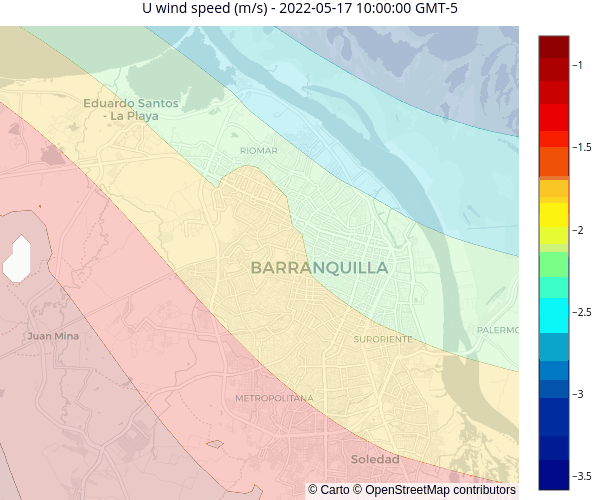 U wind speed (m/s) - 2022-05-17 10:00:00 GMT-5
Eduardo Santos
- La Playa
RIOMAR
BARRANQUILLA
Juan Mina
SURORIENTE
PALERMO
METROPOLITANA
Soledad
© Carto © OpenStreetMap contributors
−1
−1.5
−2
−2.5
−3
−3.5